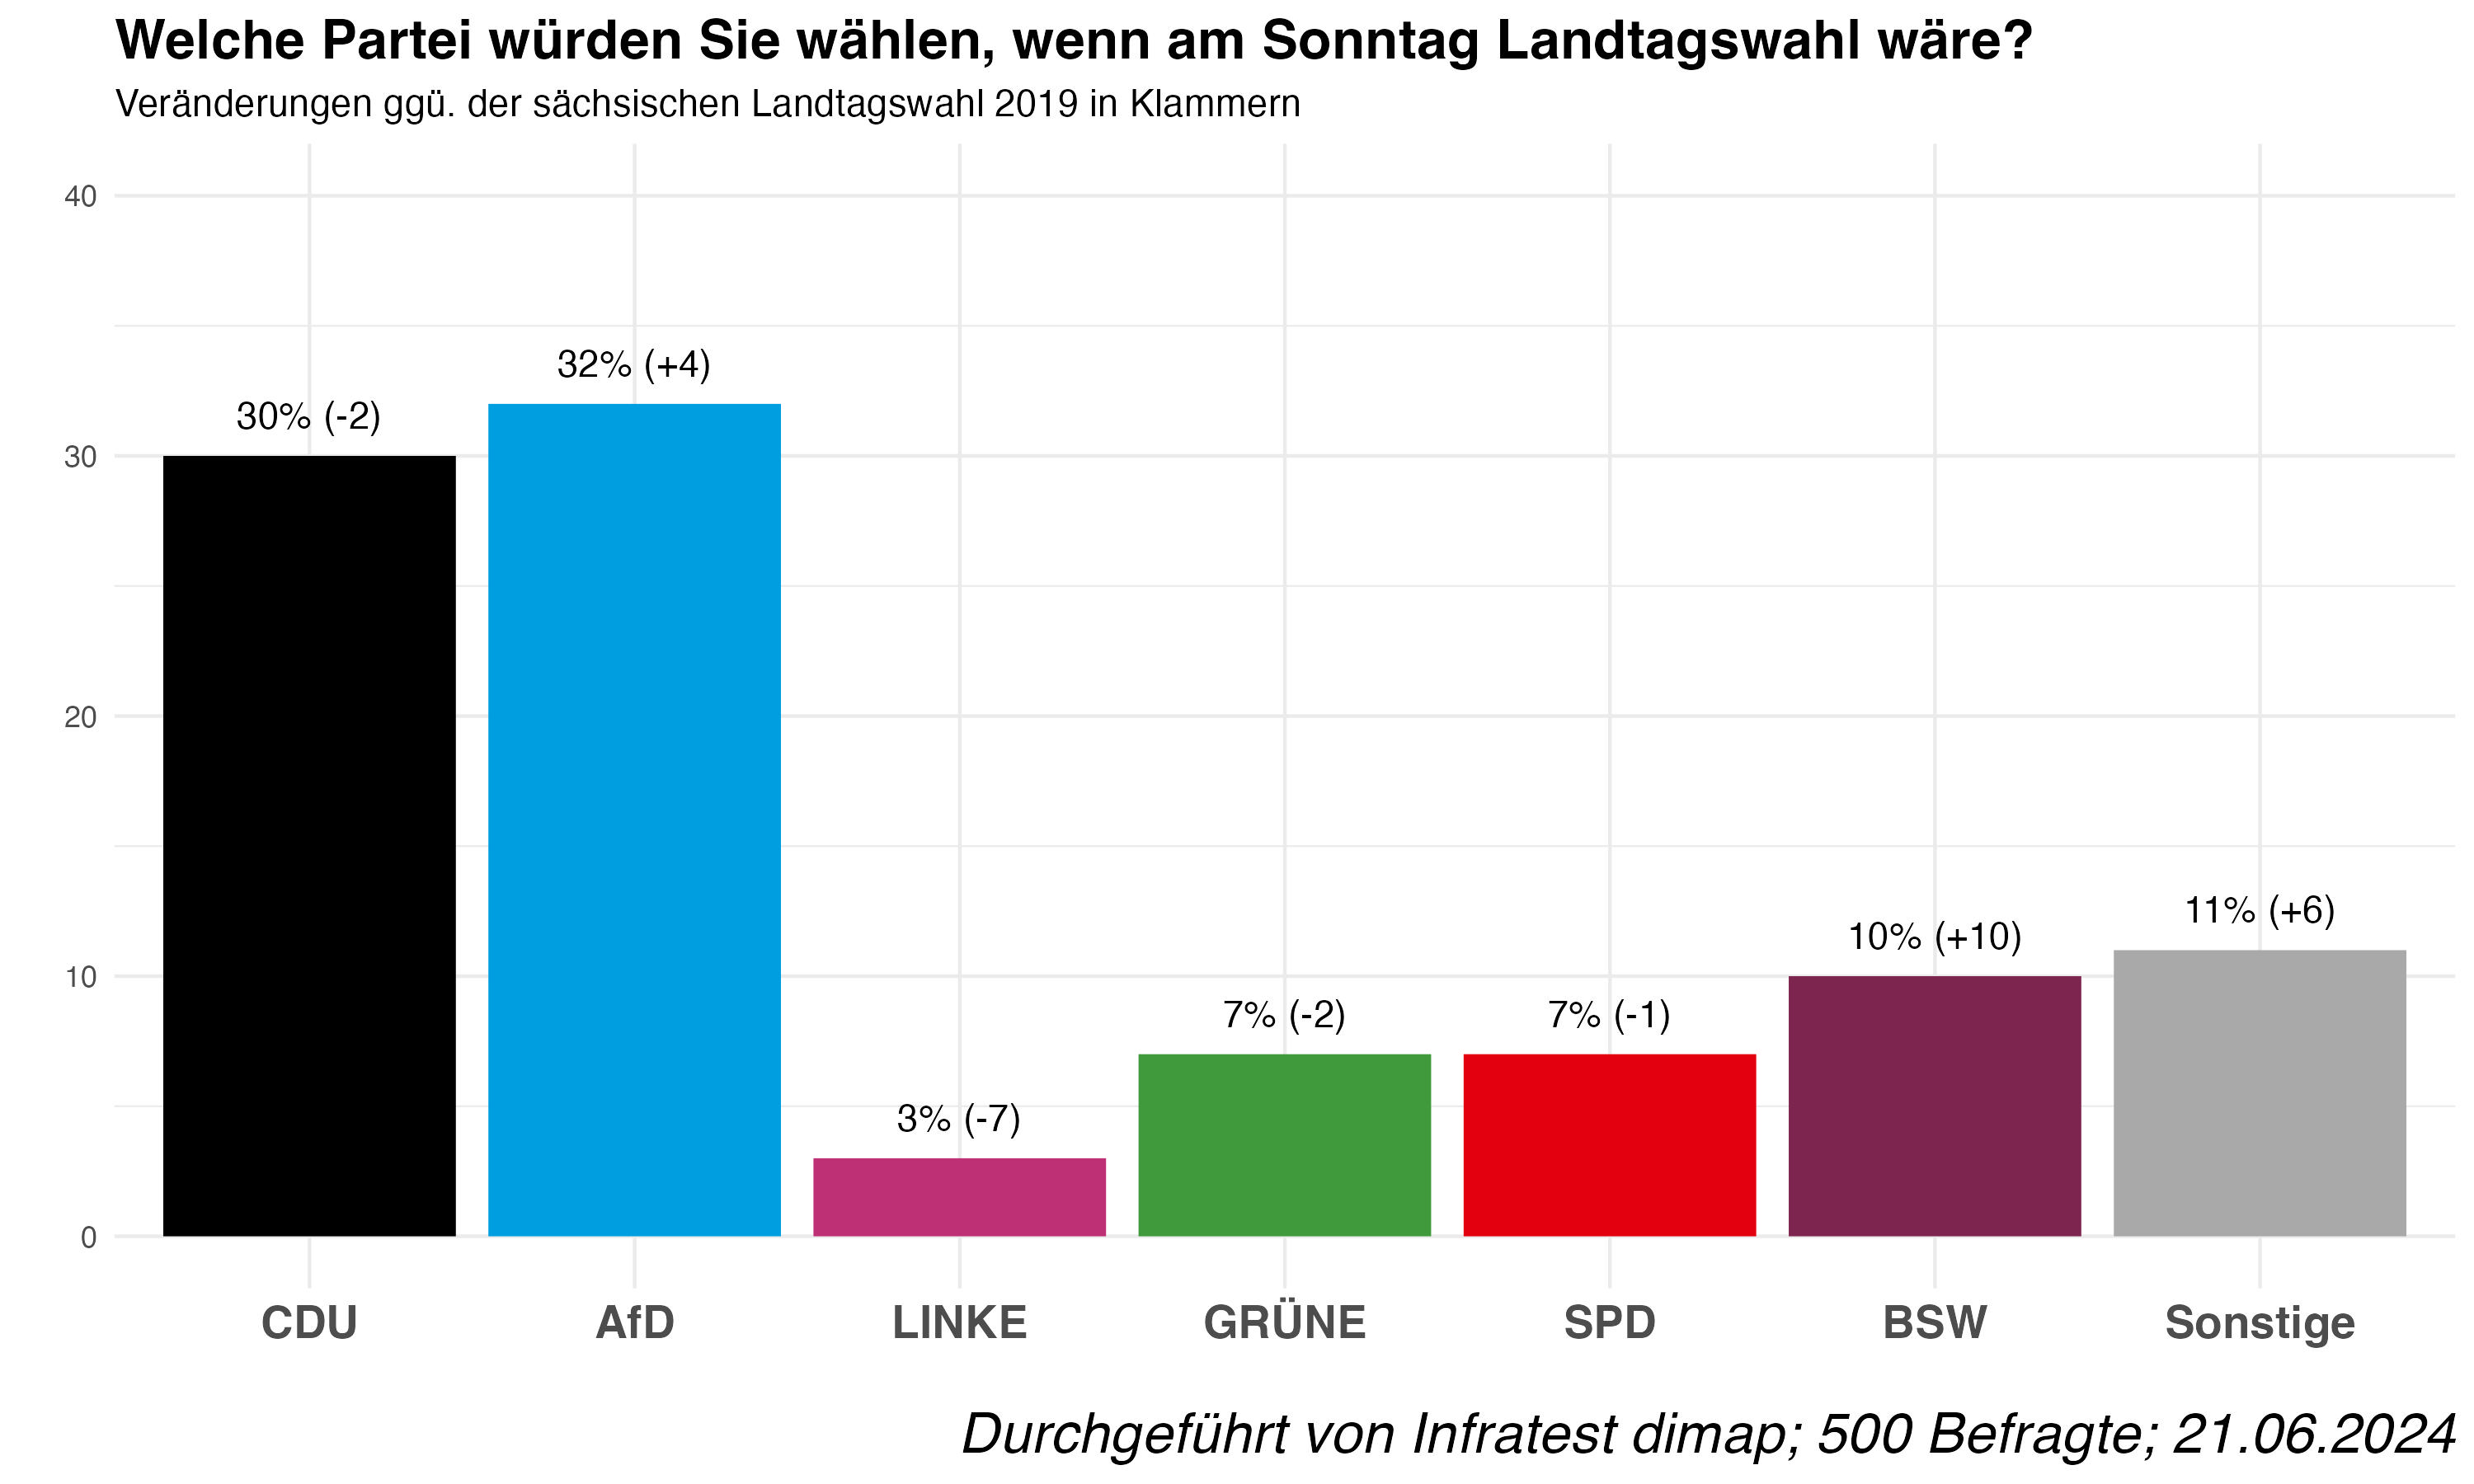 Welche Partei würden Sie wählen, wenn am Sonntag Landtagswahl wäre?
Veränderungen ggü. der sächsischen Landtagswahl 2019 in Klammern
40
30
20
10
0
30% (-2)
32% (+4)
3% (-7)
7% (-2)
7% (-1)
10% (+10)
11% (+6)
CDU
AfD
LINKE
GRÜNE
SPD
BSW
Sonstige
Durchgeführt von Infratest dimap; 500 Befragte; 21.06.2024